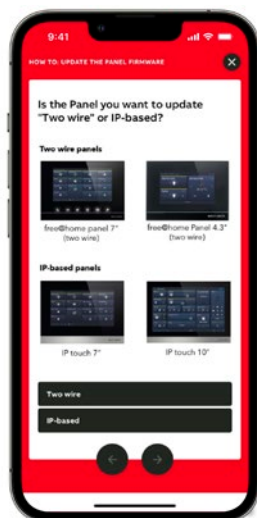 9:41
HOW TO: UPDATE THE PANEL FIRMWARE
Is the Panel you want to update
"Two wire" or IP-based?
Two wire panels
free@home panel 7"
(two wire)
free@home Panel 4.3"
(two wire)
IP-based panels
IP touch 7"
IP touch 10"
Two wire
IP-based